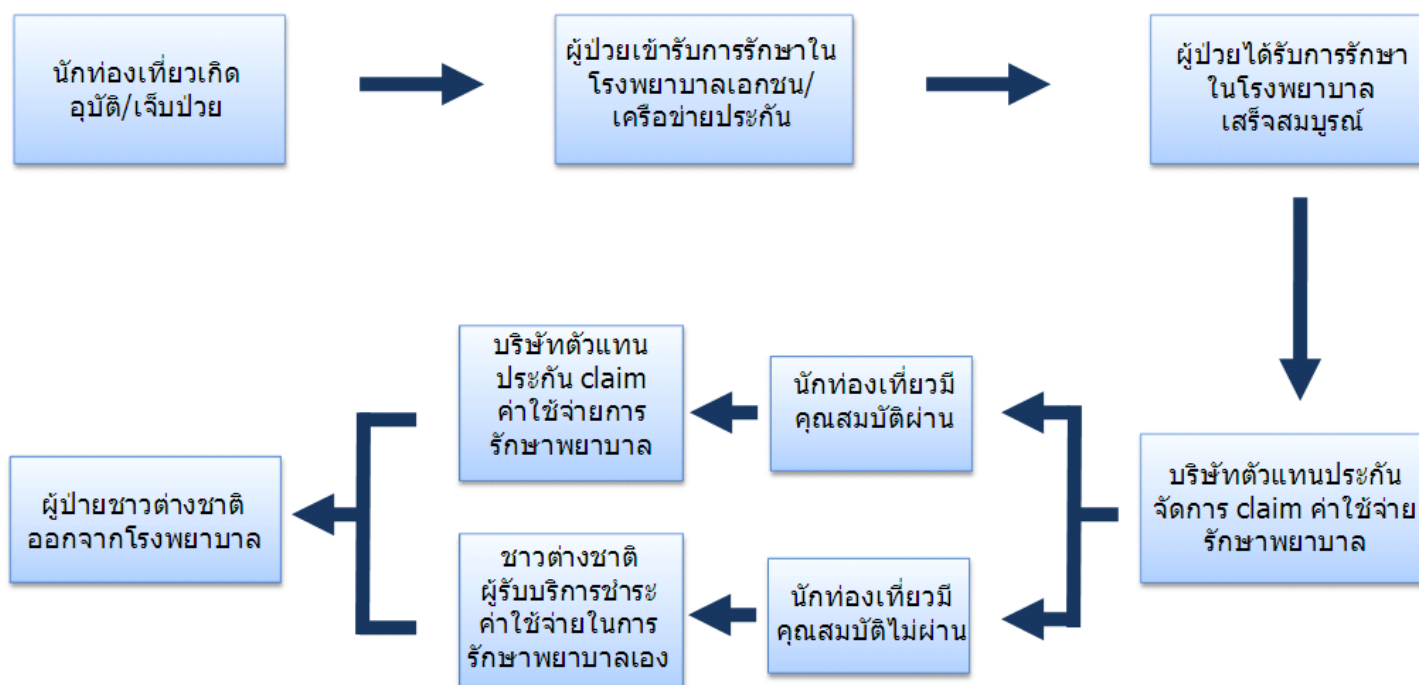 นักท่องเที่ยวเกิด
อุบัติ/เจ็บป่วย
ผู้ป่วยเข้ารับการรักษาใน
โรงพยาบาลเอกชน/
เครือข่ายประกัน
ผู้ป่วยได้รับการรักษา
ในโรงพยาบาล
เสร็จสมบูรณ์
บริษัทตัวแทนประกัน
จัดการ claim ค่าใช้จ่าย
รักษาพยาบาล
นักท่องเที่ยวมี
คุณสมบัติผ่าน
บริษัทตัวแทน
ประกัน claim
ค่าใช้จ่ายการ
รักษาพยาบาล
นักท่องเที่ยวมี
คุณสมบัติไม่ผ่าน
ชาวต่างชาติ
ผู้รับบริการชำระ
ค่าใช้จ่ายในการ
รักษาพยาบาลเอง
ผู้ป่ายชาวต่างชาติ
ออกจากโรงพยาบาล